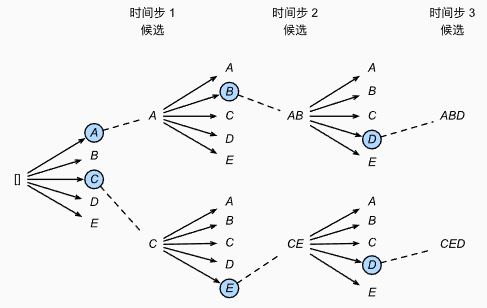 时间步 1 时间步 2 时间步 3
候选 候选 候选
A A
B B
A A C AB C ABD
D D
B E E
[] C
D A A
E B B
C C CE C CED
D D
E E